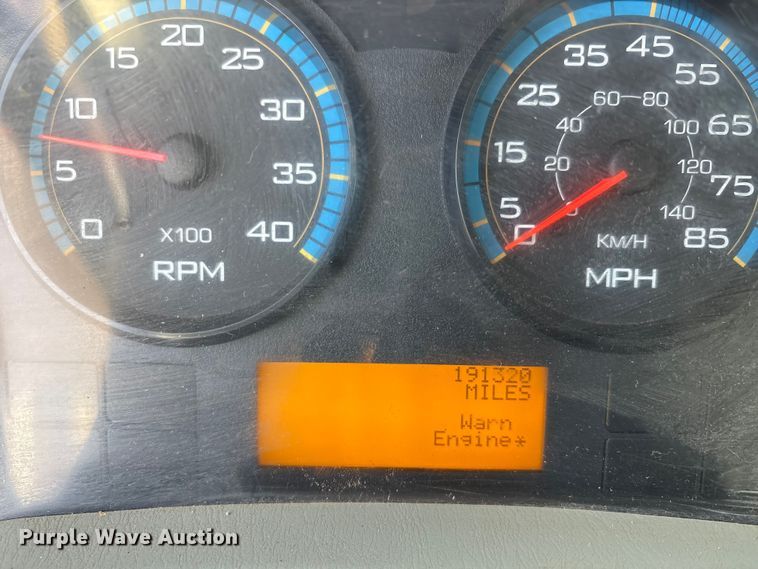 0 5 10 15 20 25 30 35 40
X100
RPM
0 5 15 25 35 45 55 65 75 85
0 20 40 60 80 100 120 140
KM/H
MPH
191320
MILES
Warn
Engine*
Purple Wave Auction